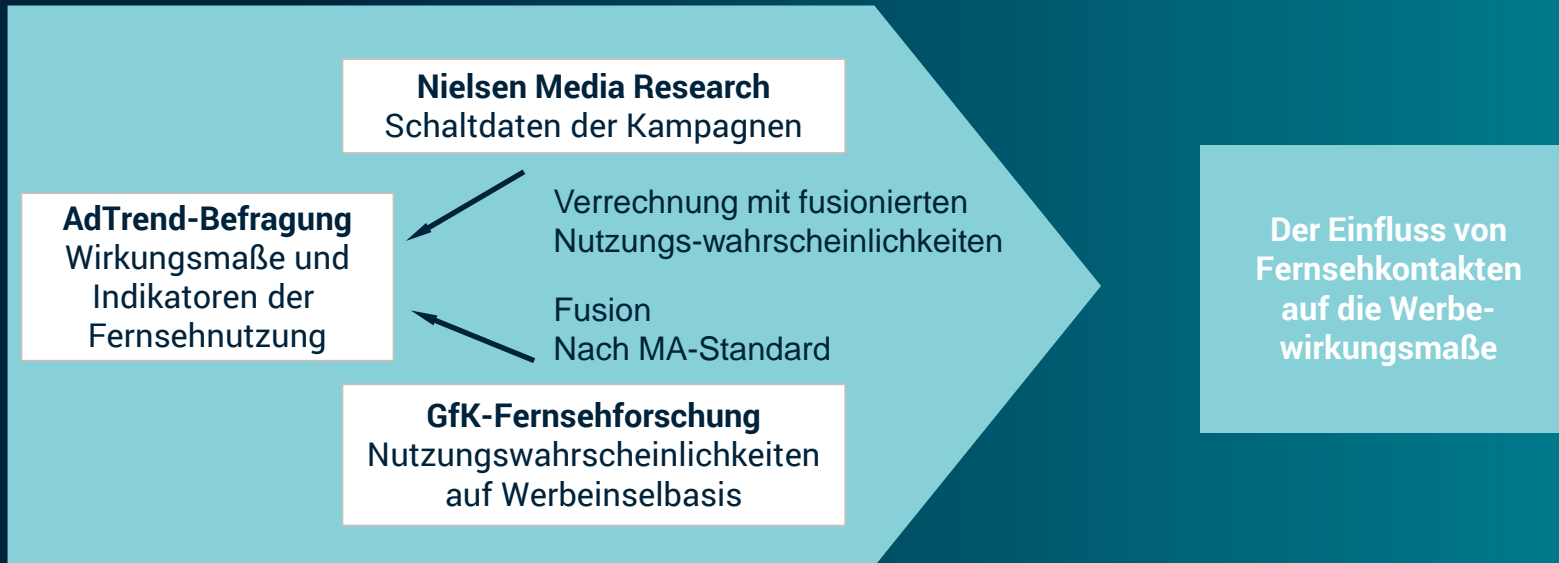 Nielsen Media Research
Schaltdaten der Kampagnen
AdTrend-Befragung
Wirkungsmaße und
Indikatoren der
Fernsehnutzung
Verrechnung mit fusionierten
Nutzungs-wahrscheinlichkeiten
Fusion
Nach MA-Standard
GfK-Fernsehforschung
Nutzungswahrscheinlichkeiten
auf Werbeinselbasis
Der Einfluss von
Fernsehkontakten
auf die Werbe-
wirkungsmaße